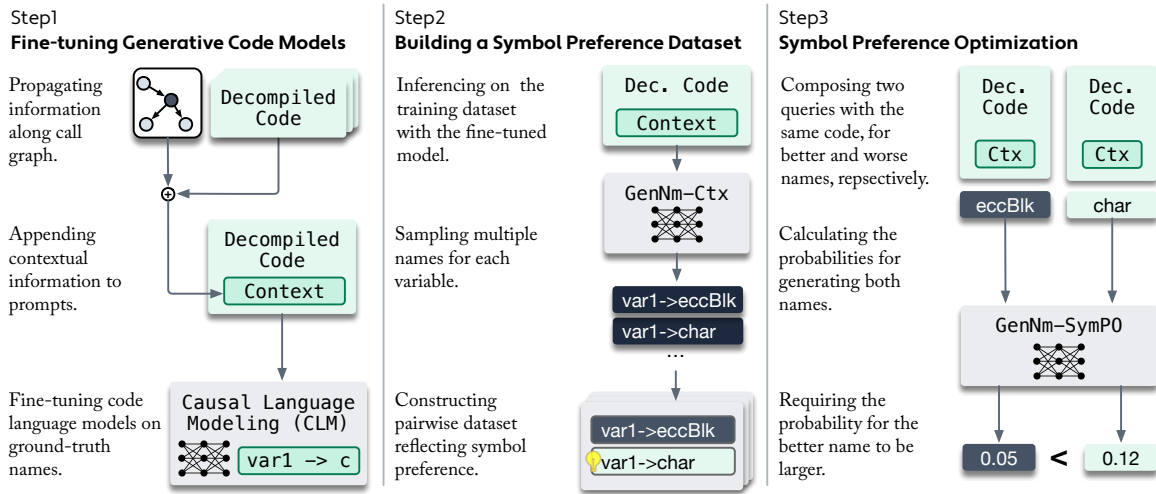 Step1
Fine-tuning Generative Code Models
Propagating
information
along call
graph.
Decompiled
Code
Appending
contextual
information to
prompts.
Decompiled
Code
Context
Fine-tuning code
language models on
ground-truth
names.
Causal Language
Modeling (CLM)
var1 -> c
Step2
Building a Symbol Preference Dataset
Inferencing on the
training dataset
with the fine-tuned
model.
Dec. Code
Context
GenNm-Ctx
Sampling multiple
names for each
variable.
var1->eccBlk
var1->char
...
Constructing
pairwise dataset
reflecting symbol
preference.
var1->eccBlk
var1->char
Step3
Symbol Preference Optimization
Composing two
queries with the
same code, for
better and worse
names, repsectively.
Dec.
Code
Ctx
Dec.
Code
Ctx
eccBlk
char
Calculating the
probabilities for
generating both
names.
GenNm-SymPO
Requiring the
probability for the
better name to be
larger.
0.05 < 0.12